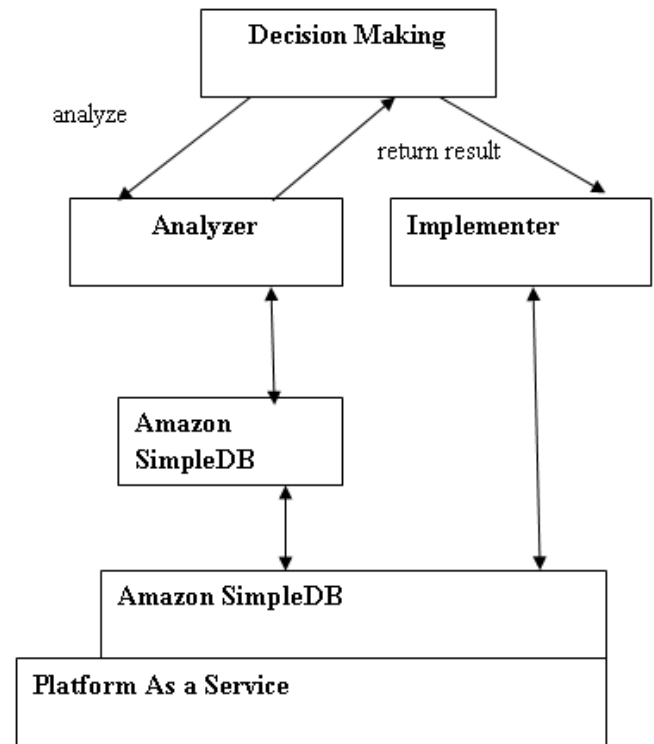 Decision Making
analyze
return result
Analyzer
Implementer
Amazon
SimpleDB
Amazon SimpleDB
Platform As a Service